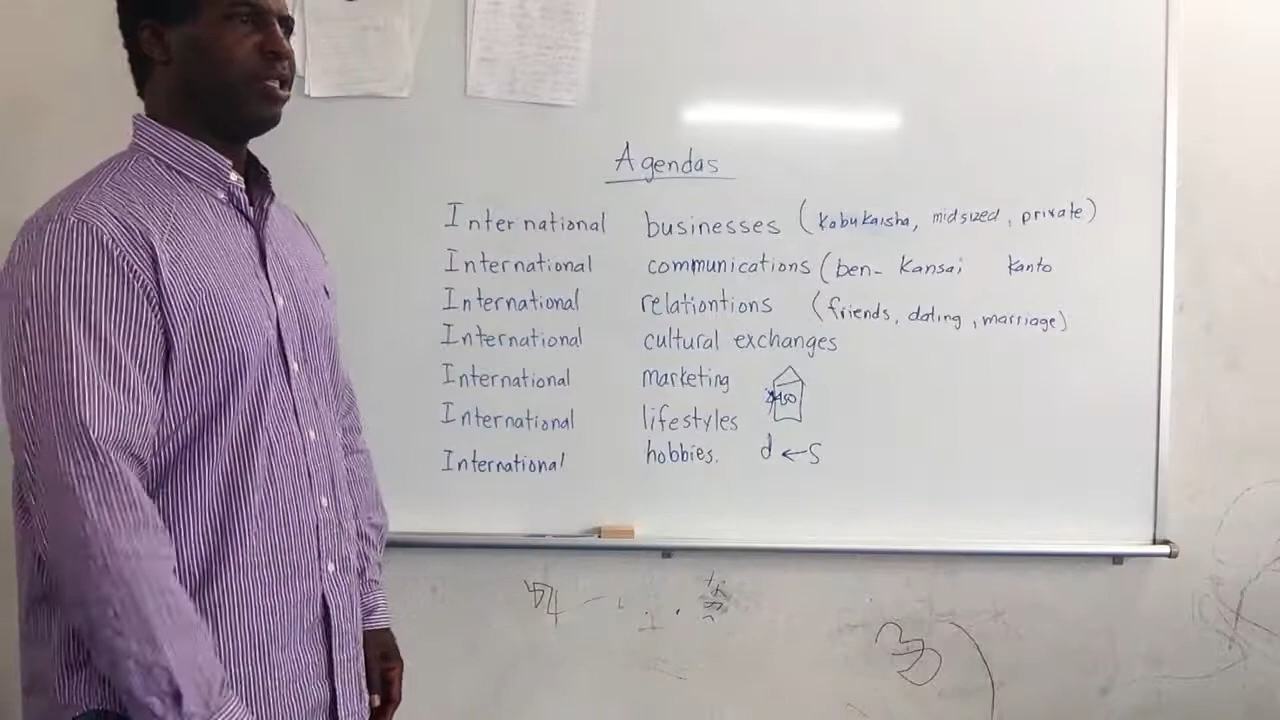 Agendas
International businesses (kabukaisha, midsized, private)
International communications (ben- Kansai Kanto
International relationtions (friends, dating, marriage)
International cultural exchanges
International marketing
International lifestyles
International hobbies. d ← S